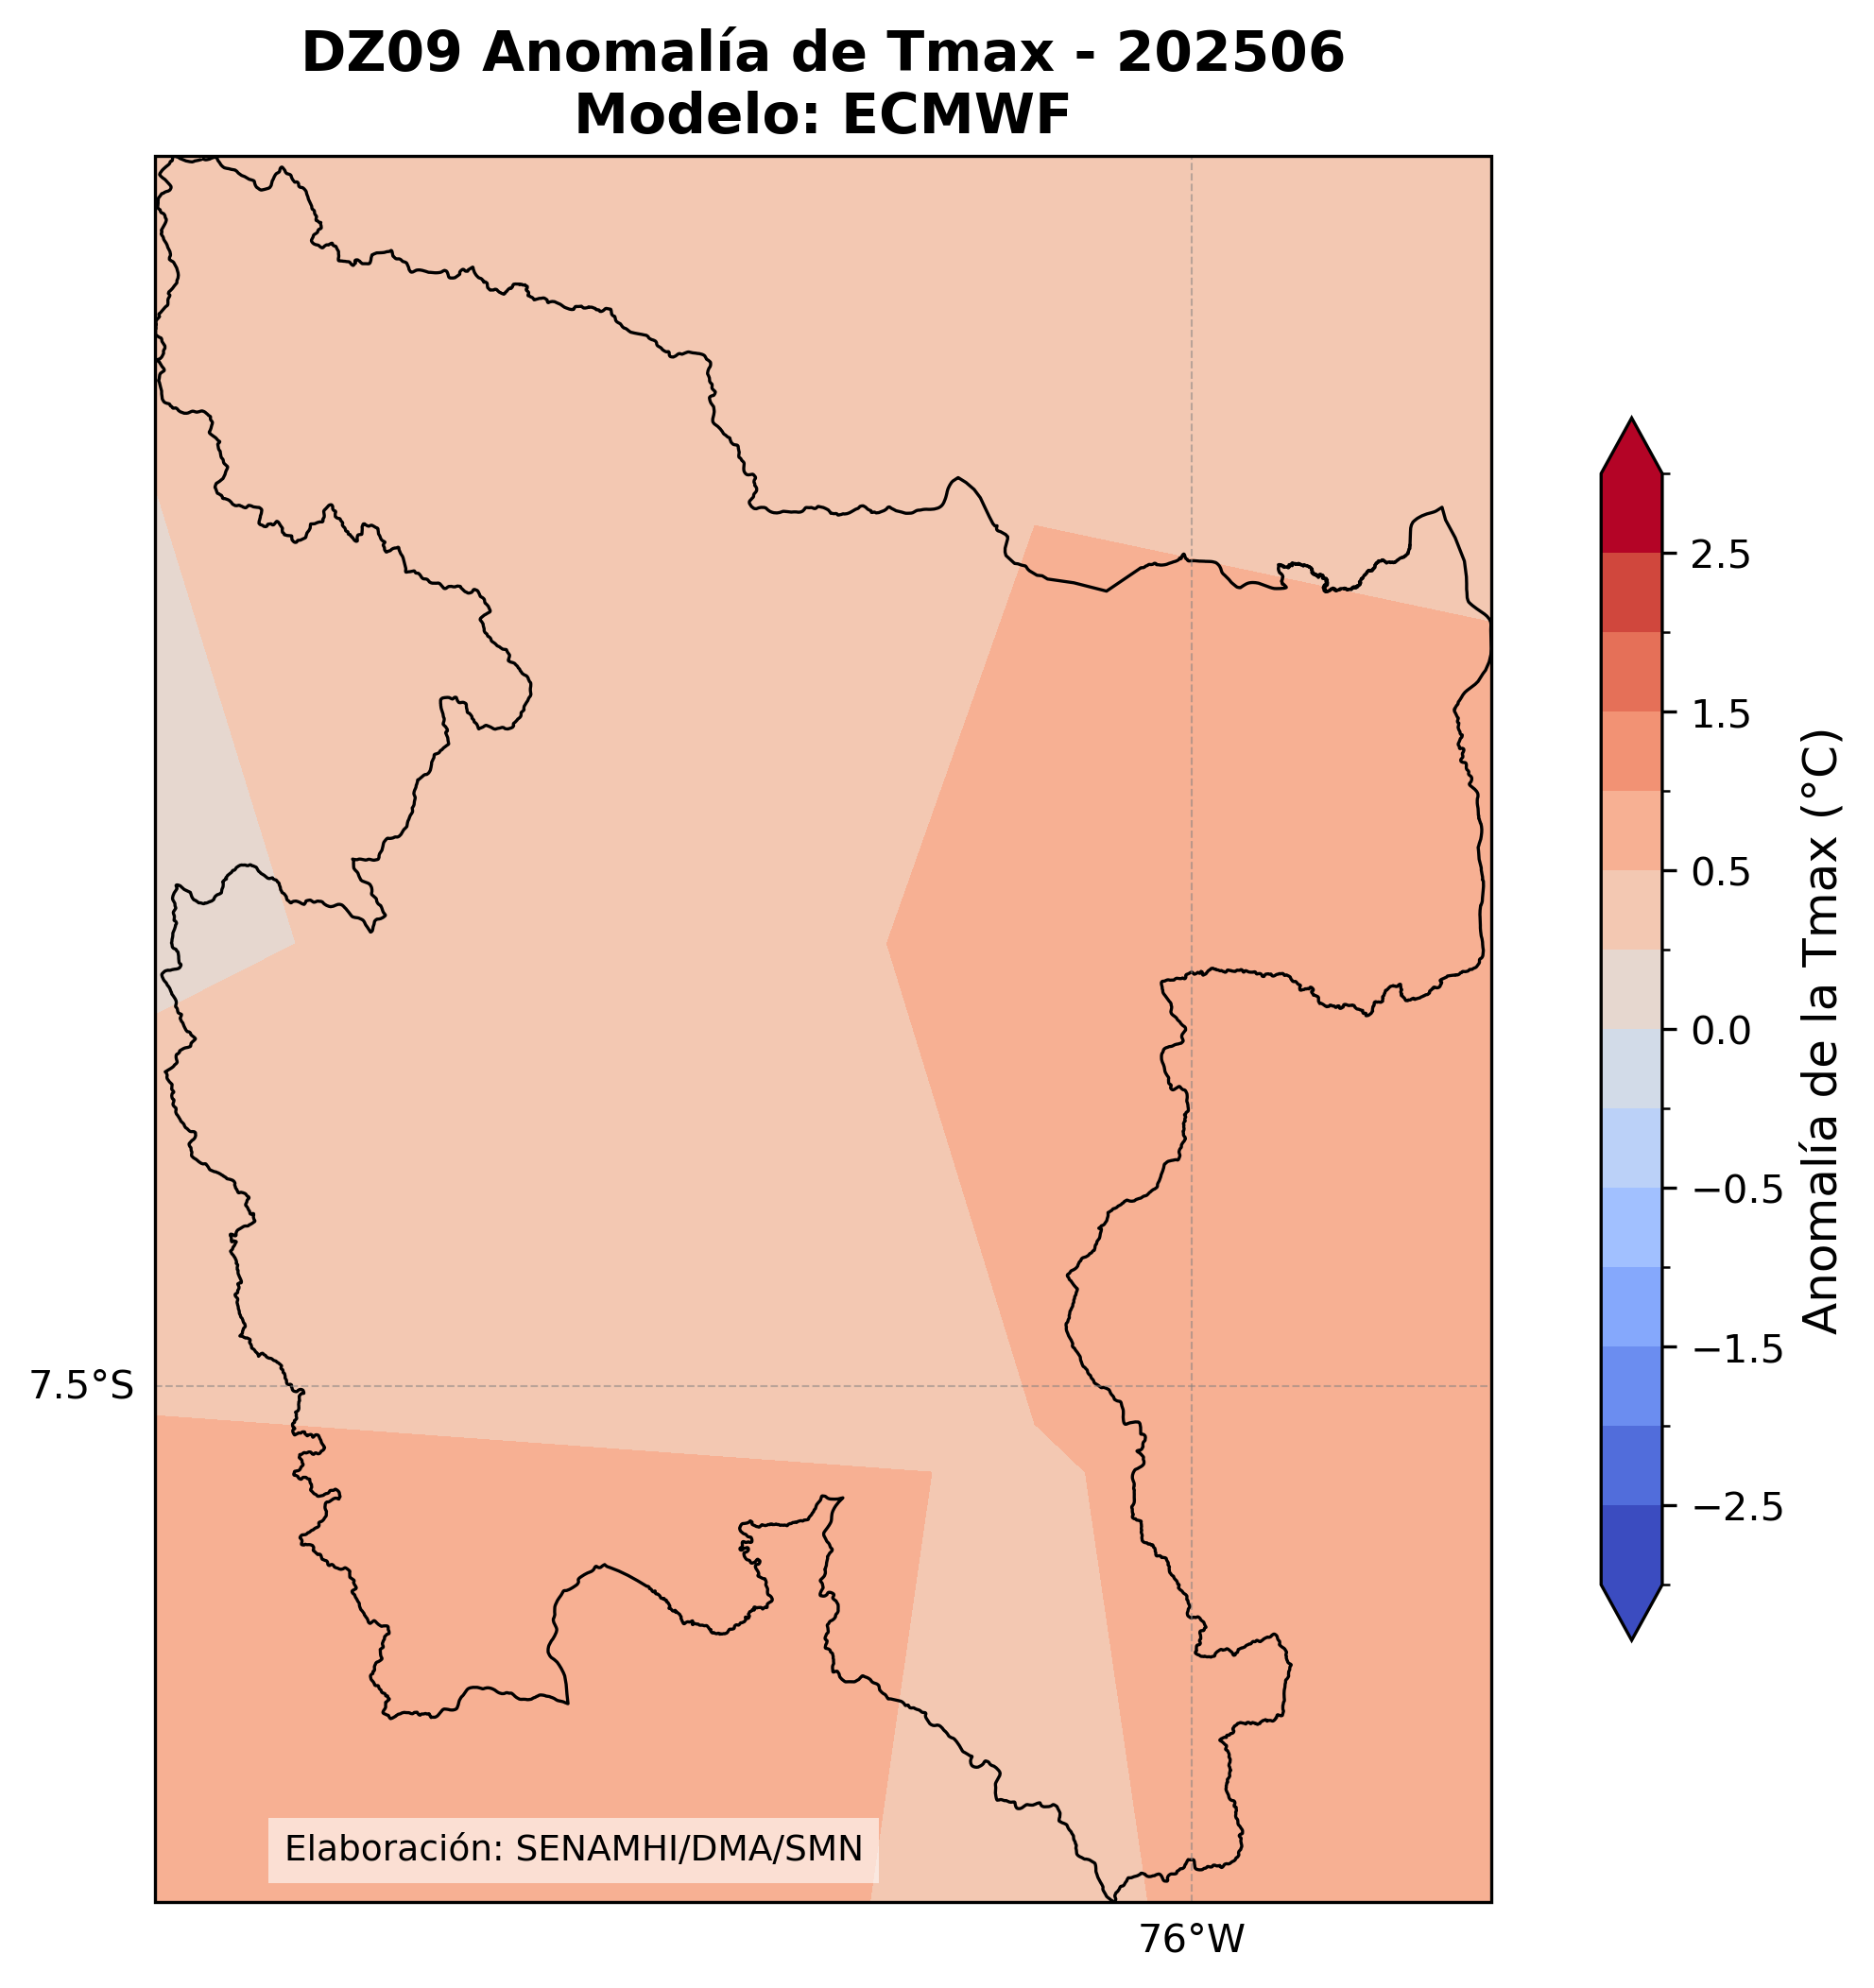 DZ09 Anomalía de Tmax - 202506
Modelo: ECMWF
2.5
1.5
0.5
0.0
−0.5
−1.5
−2.5
Anomalía de la Tmax (°C)
7.5°S
Elaboración: SENAMHI/DMA/SMN
76°W